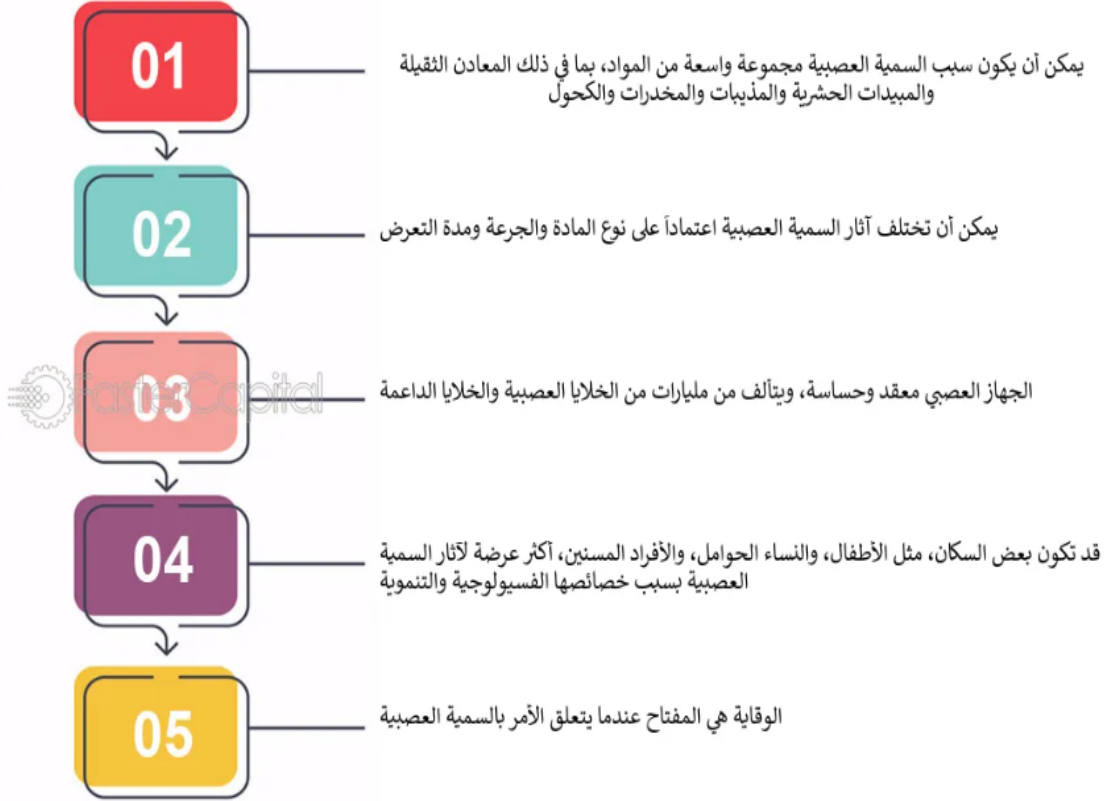 01
يمكن أن يكون سبب السمية العصبية مجموعة واسعة من المواد، بما في ذلك المعادن الثقيلة
والمبيدات الحشرية والمذيبات والمخدرات والكحول
02
يمكن أن تختلف آثار السمية العصبية اعتماداَ على نوع المادة والجرعة ومدة التعرض
03
FasterCapital
الجهاز العصبي معقد وحساسة، ويتألف من مليارات من الخلايا العصبية والخلايا الداعمة
04
قد تكون بعض السكان، مثل الأطفال، والنساء الحوامل، والأفراد المسنين، أكثر عرضة لآثار السمية
العصبية بسبب خصائصها الفسيولوجية والتنموية
05
الوقاية هي المفتاح عندما يتعلق الأمر بالسمية العصبية